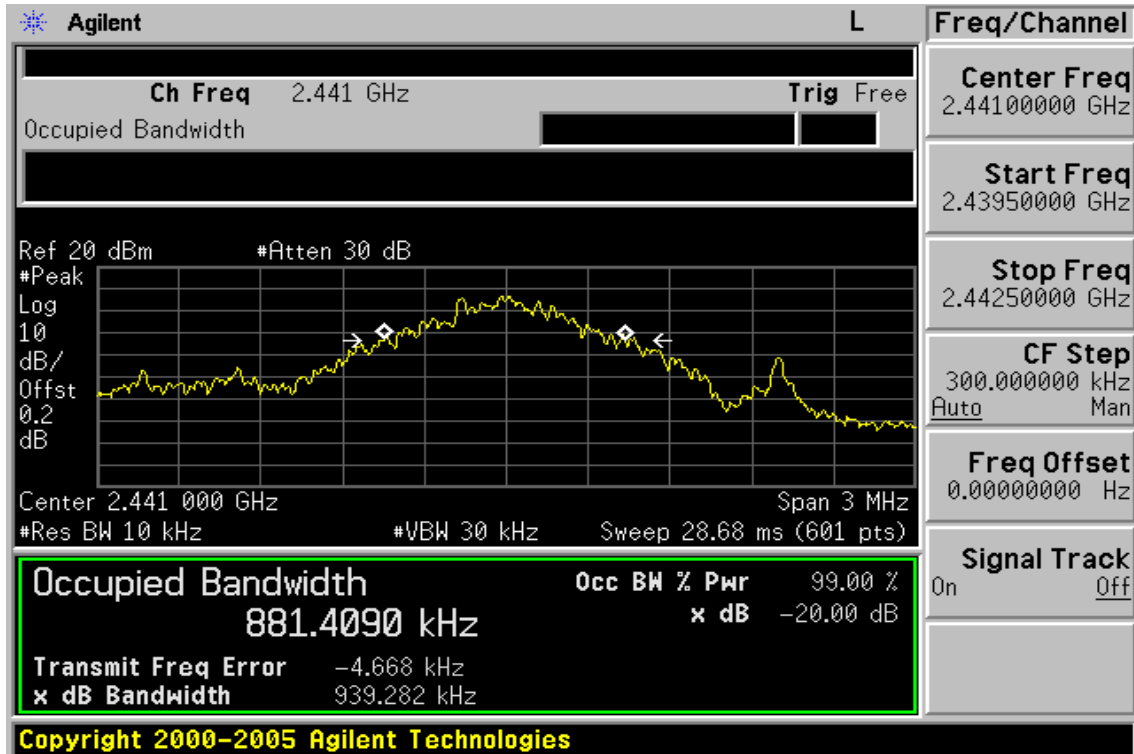 Agilent
L
Freq/Channel
Ch Freq 2.441 GHz
Trig Free
Occupied Bandwidth
Center Freq
2.44100000 GHz
Start Freq
2.43950000 GHz
Stop Freq
2.44250000 GHz
CF Step
300.000000 kHz
Auto Man
Freq Offset
0.00000000 Hz
Signal Track
On Off
Ref 20 dBm
#Atten 30 dB
#Peak
Log
10
dB/
Offst
0.2
dB
Center 2.441 000 GHz
Span 3 MHz
#Res BW 10 kHz
#VBW 30 kHz
Sweep 28.68 ms (601 pts)
Occupied Bandwidth
881.4090 kHz
Occ BW % Pwr 99.00 %
x dB -20.00 dB
Transmit Freq Error -4.668 kHz
x dB Bandwidth 939.282 kHz
Copyright 2000-2005 Agilent Technologies